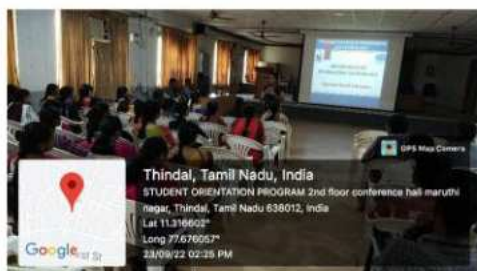 GPS Map Camera
Thindal, Tamil Nadu, India
STUDENT ORIENTATION PROGRAM 2nd floor conference hall maruthi
nagar, Thindal, Tamil Nadu 638012, India
Lat 11.316602°
Long 77.676057°
23/09/22 02:25 PM
Google